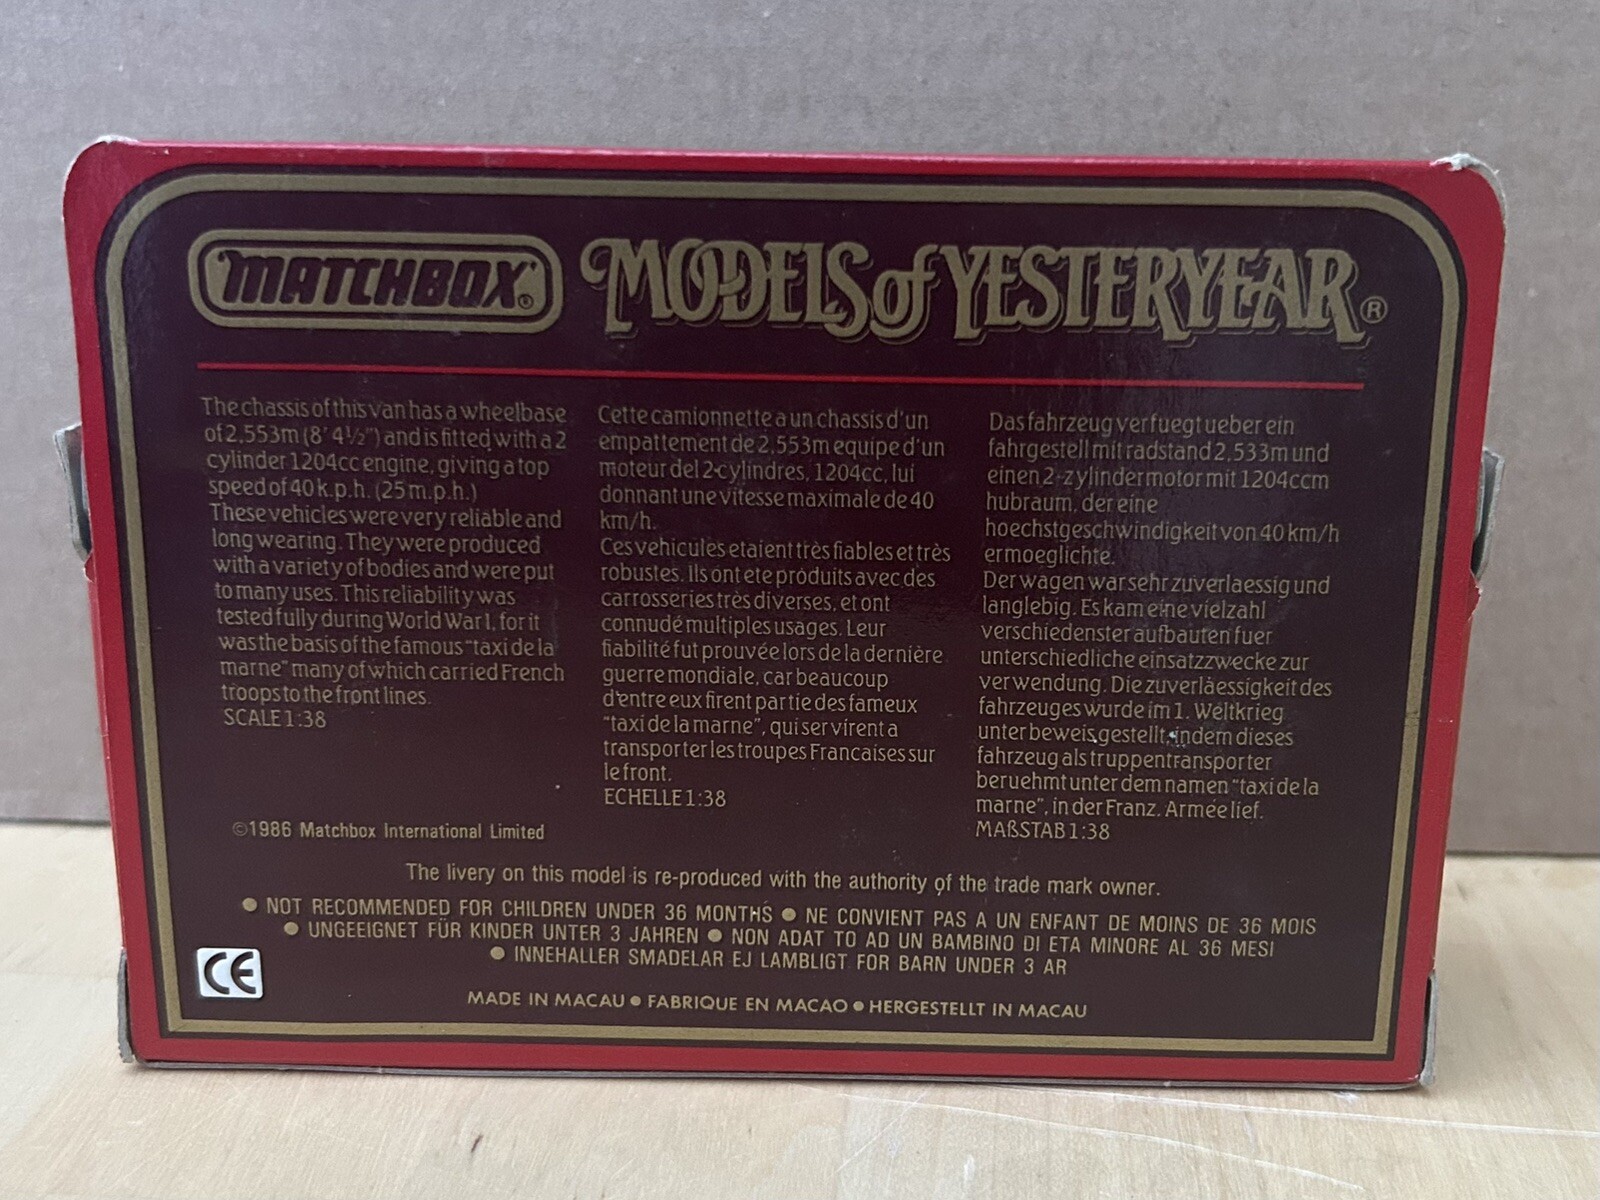 MATCHBOX® MODELS of YESTERYEAR®
The chassis of this van has a wheelbase
of 2.553m (8' 4½") and is fitted with a 2
cylinder 1204cc engine, giving a top
speed of 40 k.p.h. (25 m.p.h.)
These vehicles were very reliable and
long wearing. They were produced
with a variety of bodies and were put
to many uses. This reliability was
tested fully during World War I, for it
was the basis of the famous "taxi de la
marne" many of which carried French
troops to the front lines.
SCALE 1:38
©1986 Matchbox International Limited
Cette camionnette a un chassis d'un
empattement de 2.553m equipe d'un
moteur de l 2-cylindres, 1204cc, lui
donnant une vitesse maximale de 40
km/h.
Ces vehicules etaient très fiables et très
robustes. Ils ont ete produits avec des
carrosseries très diverses, et ont
connudé multiples usages. Leur
fiabilité fut prouvée lors de la dernière
guerre mondiale, car beaucoup
d'entre eux firent partie des fameux
"taxi de la marne", qui servirent a
transporter les troupes Francaises sur
le front.
ECHELLE 1:38
Das fahrzeug verfuegt ueber ein
fahrgestell mit radstand 2,533m und
einen 2-zylindermotor mit 1204ccm
hubraum, der eine
hoechstgeschwindigkeit von 40 km/h
ermoeglichte.
Der wagen war sehr zuverlaessig und
langlebig. Es kam eine vielzahl
verschiedenster aufbauten fuer
unterschiedliche einsatzzwecke zur
verwendung. Die zuverläessigkeit des
fahrzeuges wurde im 1. Weltkrieg
unter beweis gestellt, indem dieses
fahrzeug als truppentransporter
beruehmt unter dem namen "taxi de la
marne", in der Franz. Armée lief.
MAßSTAB 1:38
The livery on this model is re-produced with the authority of the trade mark owner.
● NOT RECOMMENDED FOR CHILDREN UNDER 36 MONTHS ● NE CONVIENT PAS A UN ENFANT DE MOINS DE 36 MOIS
● UNGEEIGNET FÜR KINDER UNTER 3 JAHREN ● NON ADAT TO AD UN BAMBINO DI ETA MINORE AL 36 MESI
● INNEHALLER SMADELAR EJ LAMBLIGT FOR BARN UNDER 3 AR
CE
MADE IN MACAU ● FABRIQUE EN MACAO ● HERGESTELLT IN MACAU